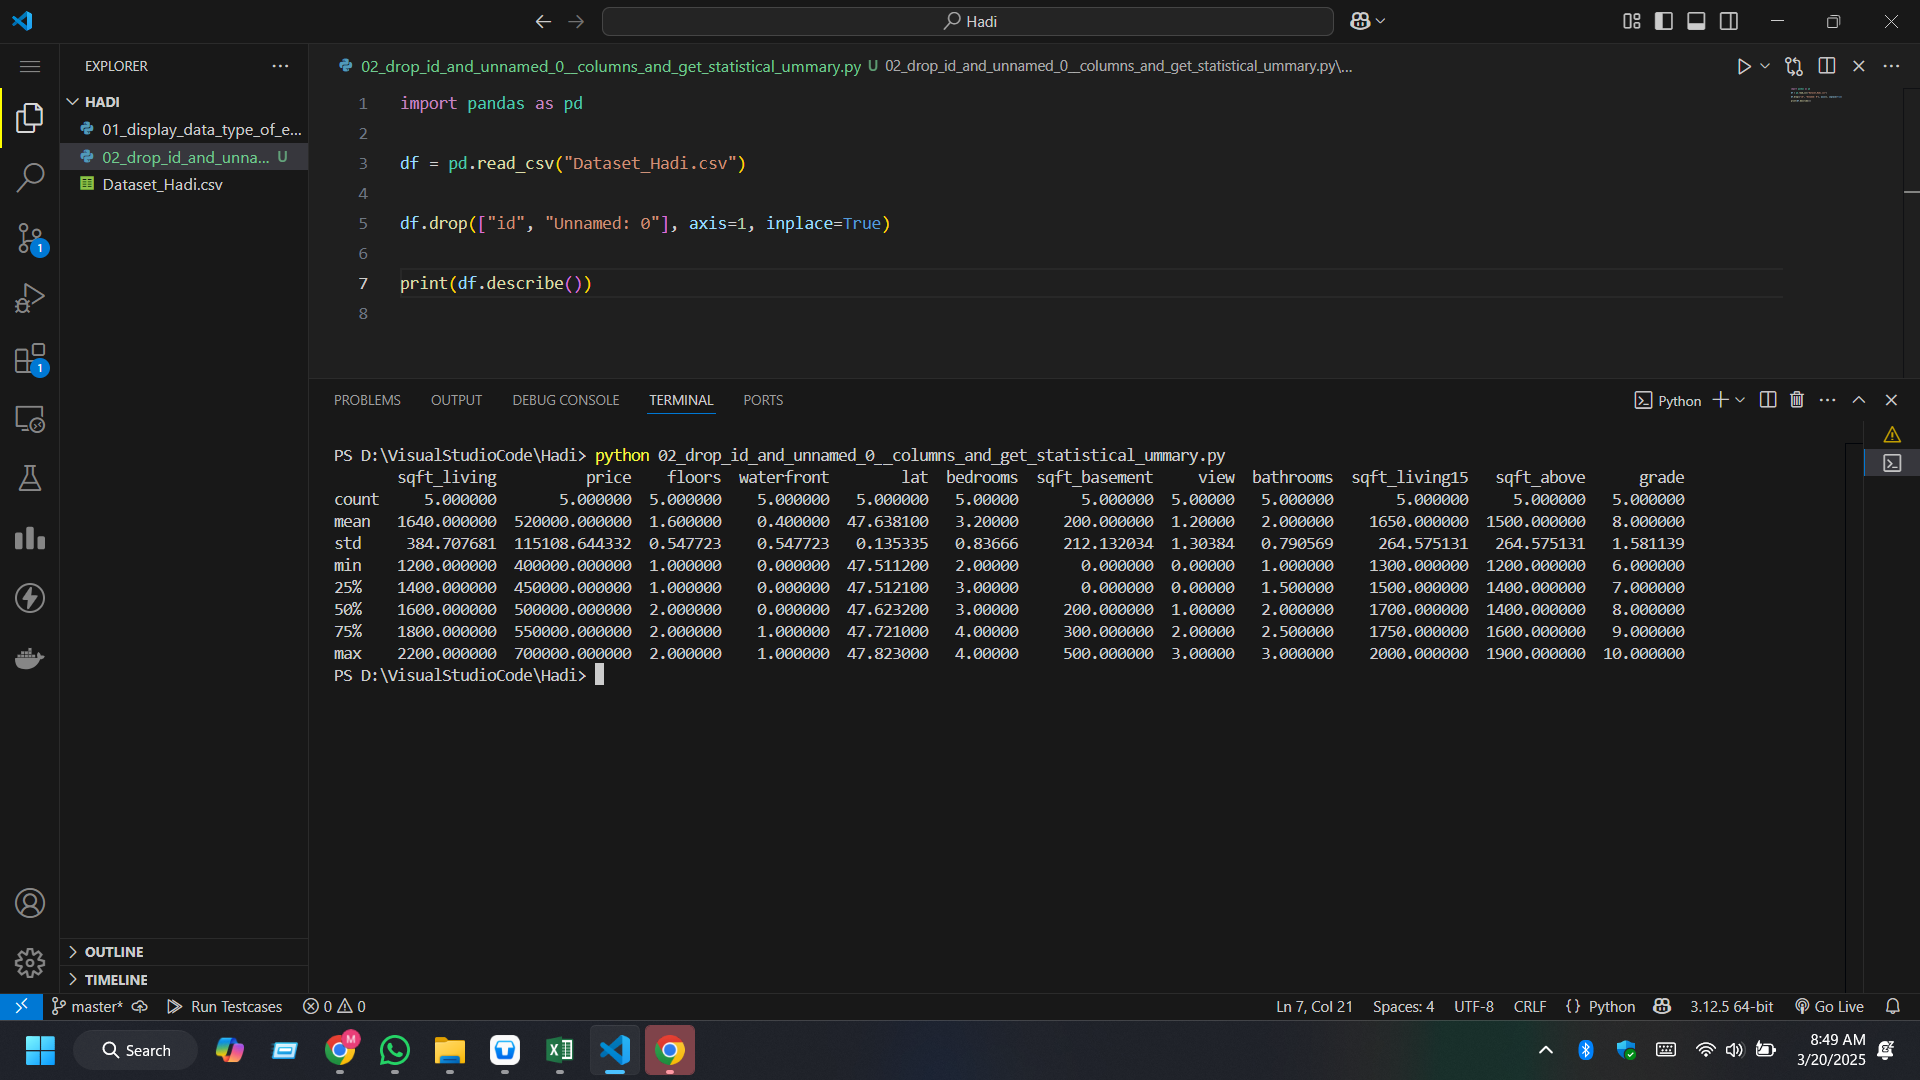 Hadi
EXPLORER
HADI
01_display_data_type_of_e...
02_drop_id_and_unna... U
Dataset_Hadi.csv
1
1
OUTLINE
TIMELINE
02_drop_id_and_unnamed_0__columns_and_get_statistical_ummary.py U 02_drop_id_and_unnamed_0__columns_and_get_statistical_ummary.py\...
1 import pandas as pd
2
3 df = pd.read_csv("Dataset_Hadi.csv")
4
5 df.drop(["id", "Unnamed: 0"], axis=1, inplace=True)
6
7 print(df.describe())
8
PROBLEMS OUTPUT DEBUG CONSOLE TERMINAL PORTS Python
PS D:\VisualStudioCode\Hadi> python 02_drop_id_and_unnamed_0__columns_and_get_statistical_ummary.py
sqft_living price floors waterfront lat bedrooms sqft_basement view bathrooms sqft_living15 sqft_above grade
count 5.000000 5.000000 5.000000 5.000000 5.000000 5.00000 5.000000 5.00000 5.000000 5.000000 5.000000 5.000000
mean 1640.000000 520000.000000 1.600000 0.400000 47.638100 3.20000 200.000000 1.20000 2.000000 1650.000000 1500.000000 8.000000
std 384.707681 115108.644332 0.547723 0.547723 0.135335 0.83666 212.132034 1.30384 0.790569 264.575131 264.575131 1.581139
min 1200.000000 400000.000000 1.000000 0.000000 47.511200 2.00000 0.000000 0.00000 1.000000 1300.000000 1200.000000 6.000000
25% 1400.000000 450000.000000 1.000000 0.000000 47.512100 3.00000 0.000000 0.00000 1.500000 1500.000000 1400.000000 7.000000
50% 1600.000000 500000.000000 2.000000 0.000000 47.623200 3.00000 200.000000 1.00000 2.000000 1700.000000 1400.000000 8.000000
75% 1800.000000 550000.000000 2.000000 1.000000 47.721000 4.00000 300.000000 2.00000 2.500000 1750.000000 1600.000000 9.000000
max 2200.000000 700000.000000 2.000000 1.000000 47.823000 4.00000 500.000000 3.00000 3.000000 2000.000000 1900.000000 10.000000
PS D:\VisualStudioCode\Hadi>
master* Run Testcases 0 0 Ln 7, Col 21 Spaces: 4 UTF-8 CRLF {} Python 3.12.5 64-bit Go Live
Search M 8:49 AM
3/20/2025